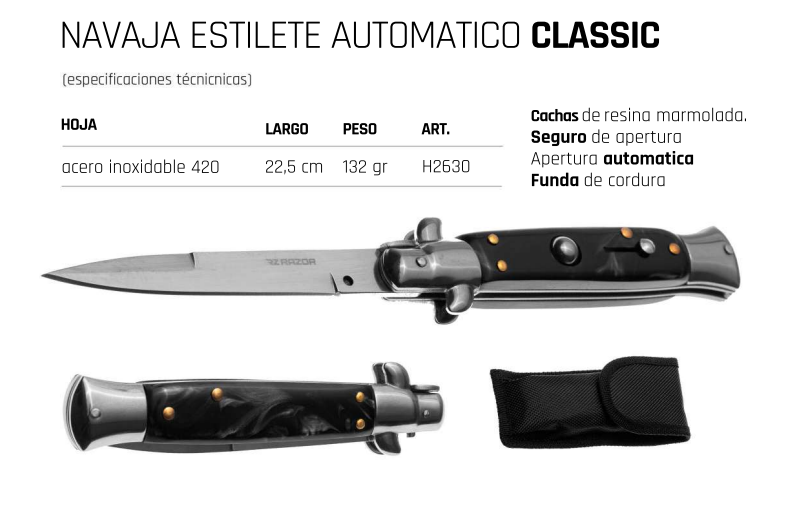 NAVAJA ESTILETE AUTOMATICO CLASSIC
(especificaciones técnicnicas)
HOJA LARGO PESO ART.
acero inoxidable 420 22,5 cm 132 gr H2630
Cachas de resina marmolada.
Seguro de apertura
Apertura automatica
Funda de cordura
RAZOR